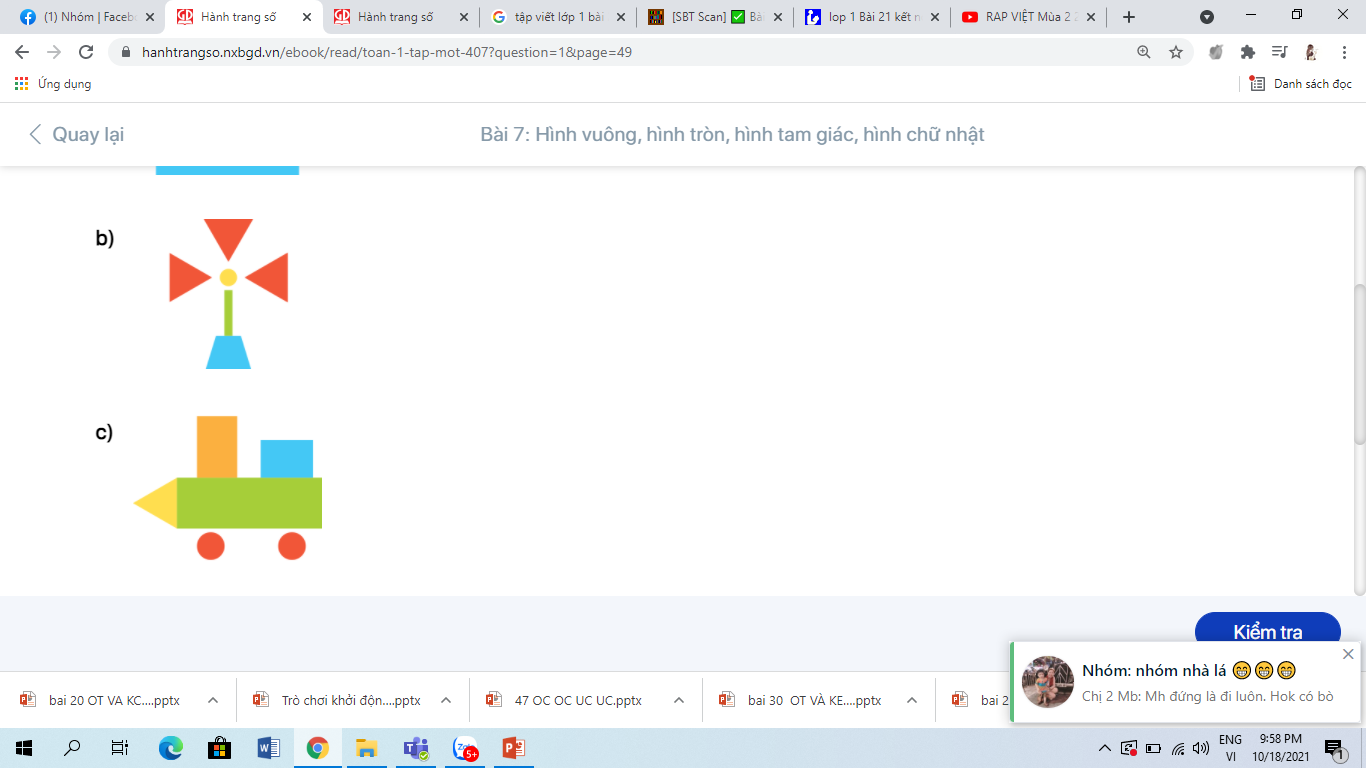 (1) Nhóm | Faceb
Hành trang số
Hành trang số
tập viết lớp 1 bài
[SBT Scan] ✅ Bà
lop 1 Bài 21 kết n
RAP VIỆT Mùa 2
hanhtrangso.nxbgd.vn/ebook/read/toan-1-tap-mot-407?question=1&page=49
Ứng dụng
Danh sách đọc
Quay lại
Bài 7: Hình vuông, hình tròn, hình tam giác, hình chữ nhật
b)
c)
Kiểm tra
Nhóm: nhóm nhà lá 😁😁😁
Chị 2 Mb: Mh đứng là đi luôn. Hok có bò
bai 20 OT VA KC....pptx
Trò chơi khởi độn....pptx
47 OC OC UC UC.pptx
bai 30 OT VÀ KE....pptx
bai 2
5+
ENG
VI
9:58 PM
10/18/2021
1